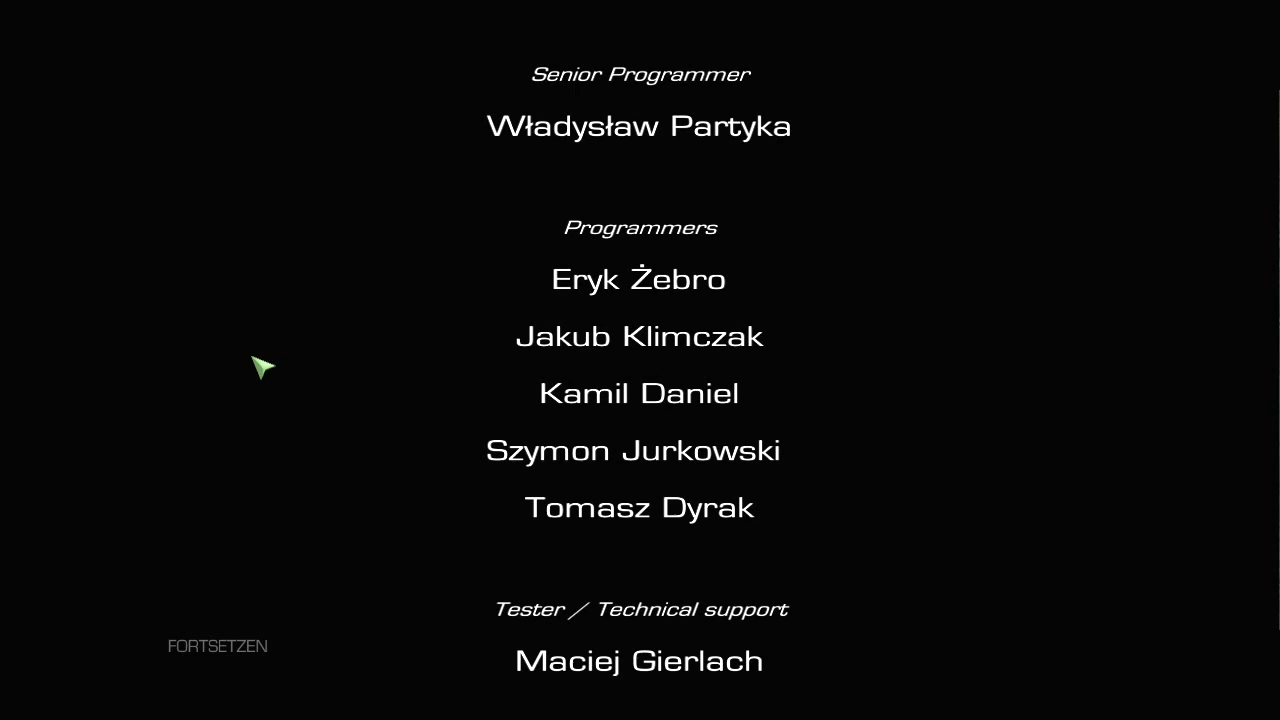 Senior Programmer
Władysław Partyka
Programmers
Eryk Żebro
Jakub Klimczak
Kamil Daniel
Szymon Jurkowski
Tomasz Dyrak
Tester / Technical support
FORTSETZEN
Maciej Gierlach